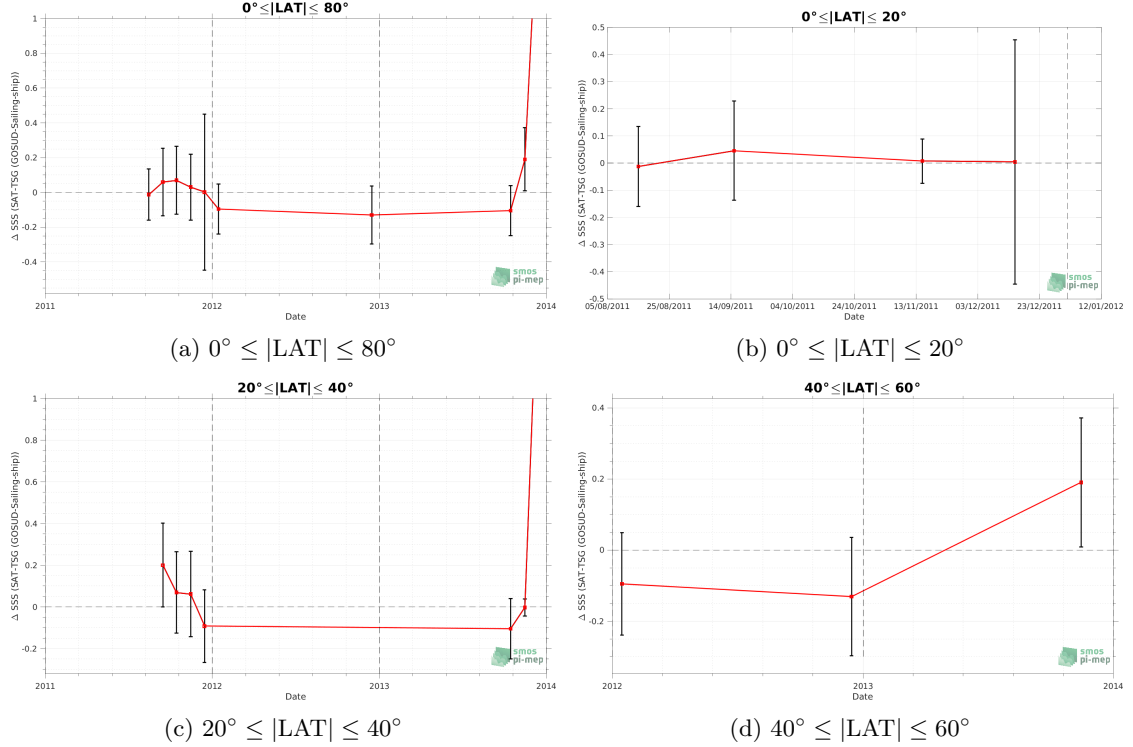 0°≤|LAT|≤ 80°
Δ SSS (SAT-TSG (GOSUD-Sailing-ship))
1
0.8
0.6
0.4
0.2
0
-0.2
-0.4
2011
2012
2013
2014
Date
smos
pi-mep
(a) 0° ≤ |LAT| ≤ 80°
0°≤|LAT|≤ 20°
Δ SSS (SAT-TSG (GOSUD-Sailing-ship))
0.5
0.4
0.3
0.2
0.1
0
-0.1
-0.2
-0.3
-0.4
-0.5
05/08/2011
25/08/2011
14/09/2011
04/10/2011
24/10/2011
13/11/2011
03/12/2011
23/12/2011
12/01/2012
Date
smos
pi-mep
(b) 0° ≤ |LAT| ≤ 20°
20°≤|LAT|≤ 40°
Δ SSS (SAT-TSG (GOSUD-Sailing-ship))
1
0.8
0.6
0.4
0.2
0
-0.2
2011
2012
2013
2014
Date
smos
pi-mep
(c) 20° ≤ |LAT| ≤ 40°
40°≤|LAT|≤ 60°
Δ SSS (SAT-TSG (GOSUD-Sailing-ship))
0.4
0.2
0
-0.2
2012
2013
2014
Date
smos
pi-mep
(d) 40° ≤ |LAT| ≤ 60°